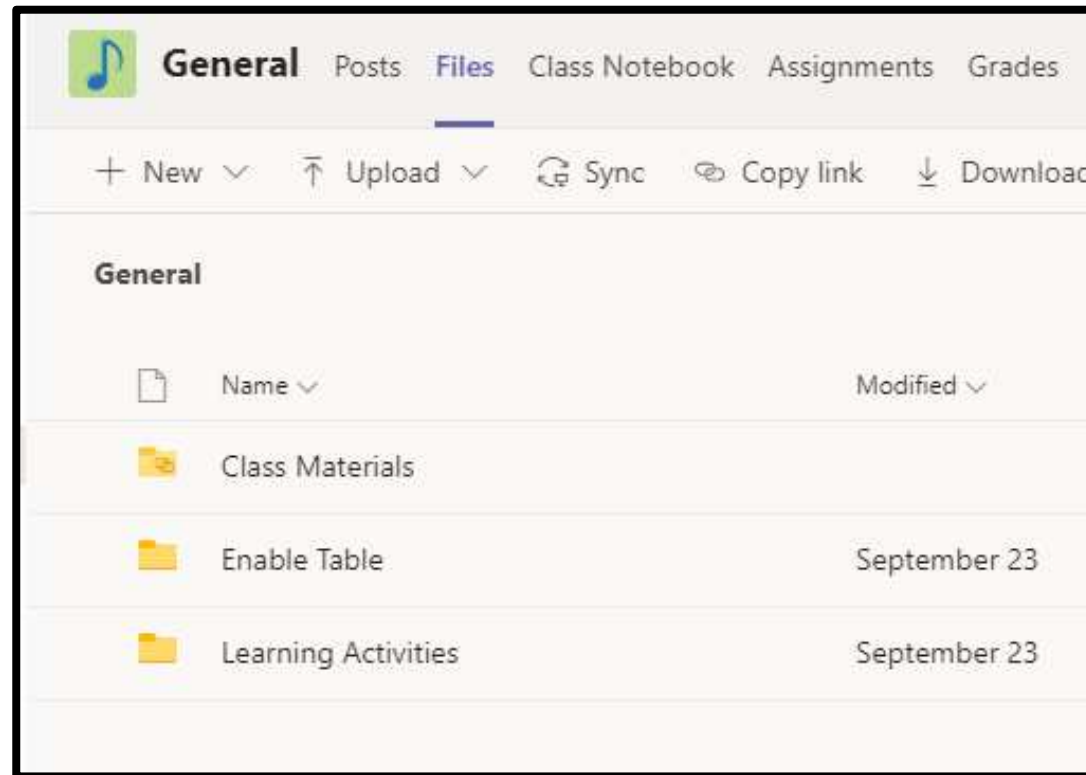 General Posts Files Class Notebook Assignments Grades
New Upload Sync Copy link Download
General
Name Modified
Class Materials
Enable Table September 23
Learning Activities September 23